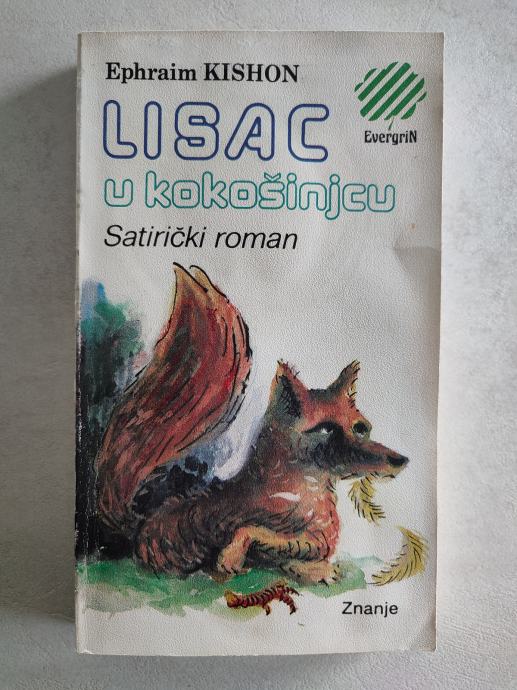 Ephraim KISHON
EvergriN
LISAC
u kokošinjcu
Satirički roman
Znanje